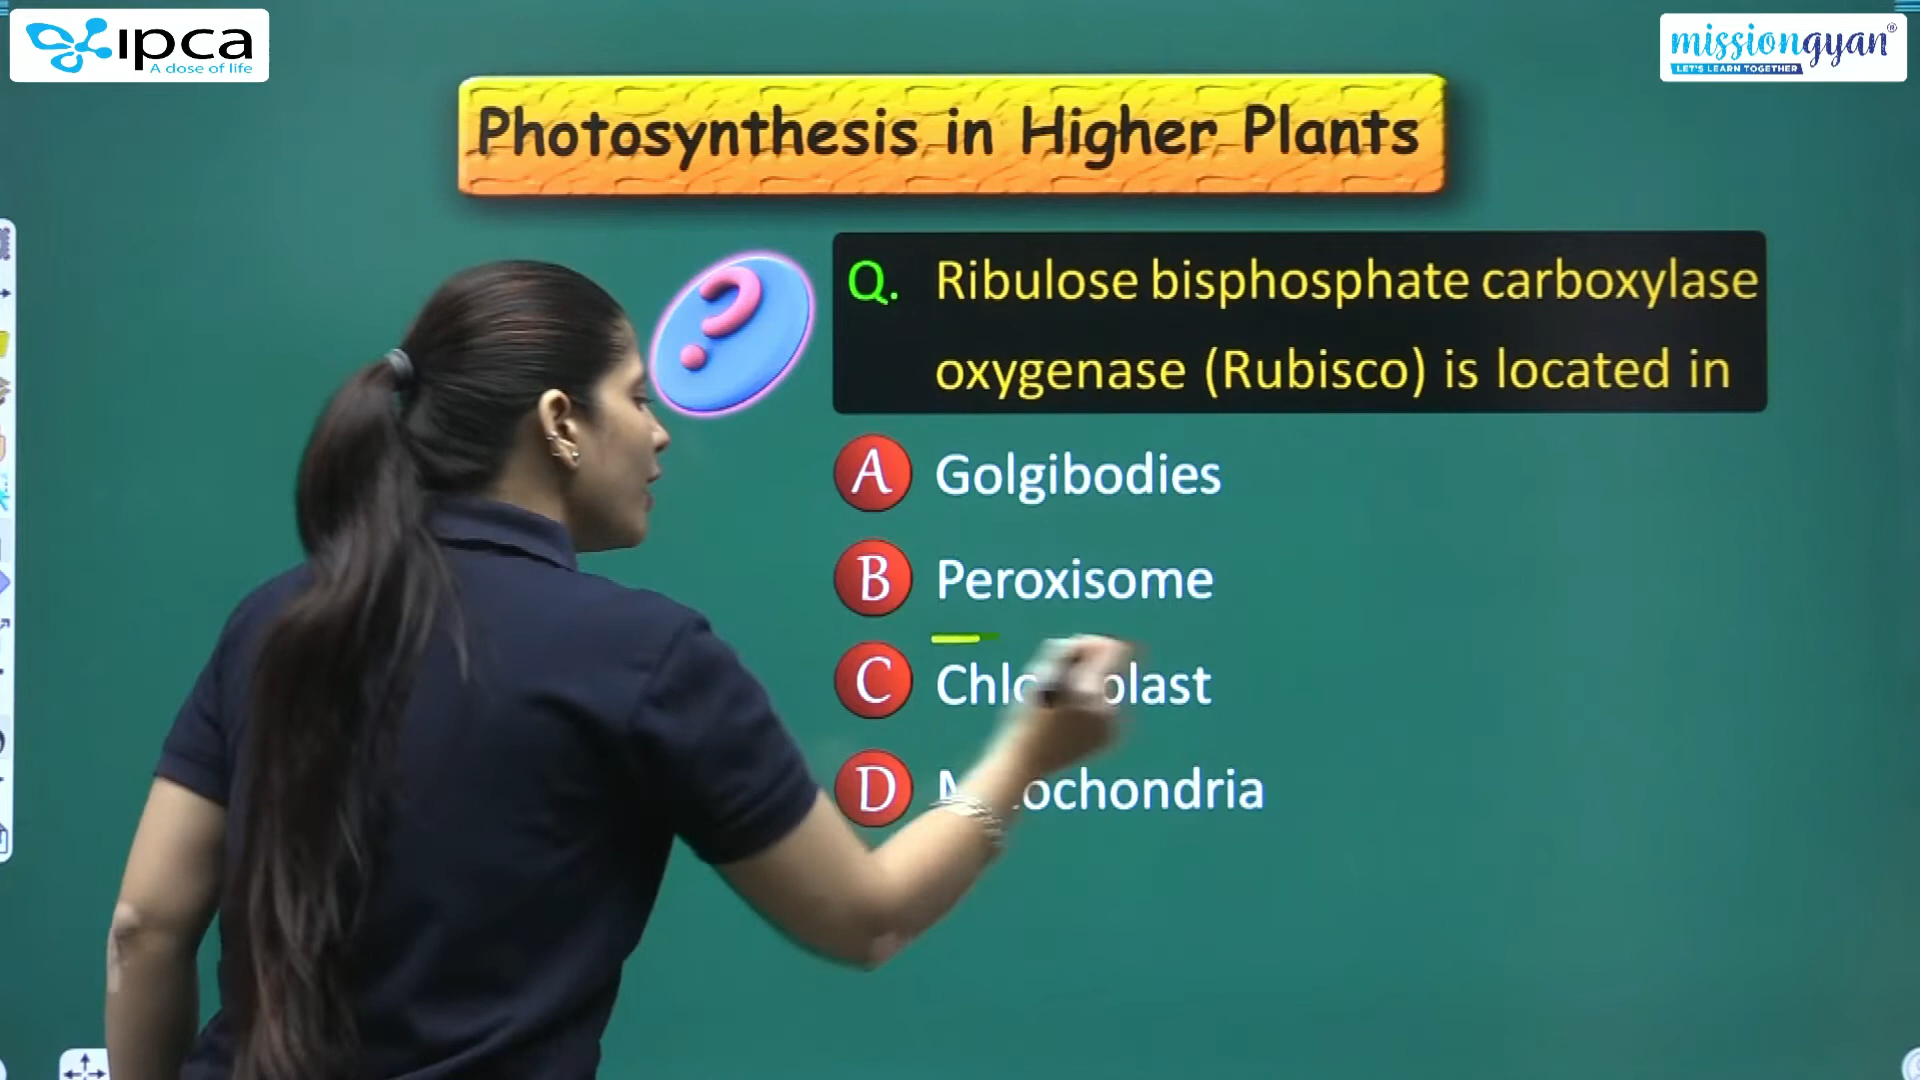 ipca
A dose of life
missiongyan®
LET'S LEARN TOGETHER
Photosynthesis in Higher Plants
Q. Ribulose bisphosphate carboxylase
oxygenase (Rubisco) is located in
A Golgibodies
B Peroxisome
C
D